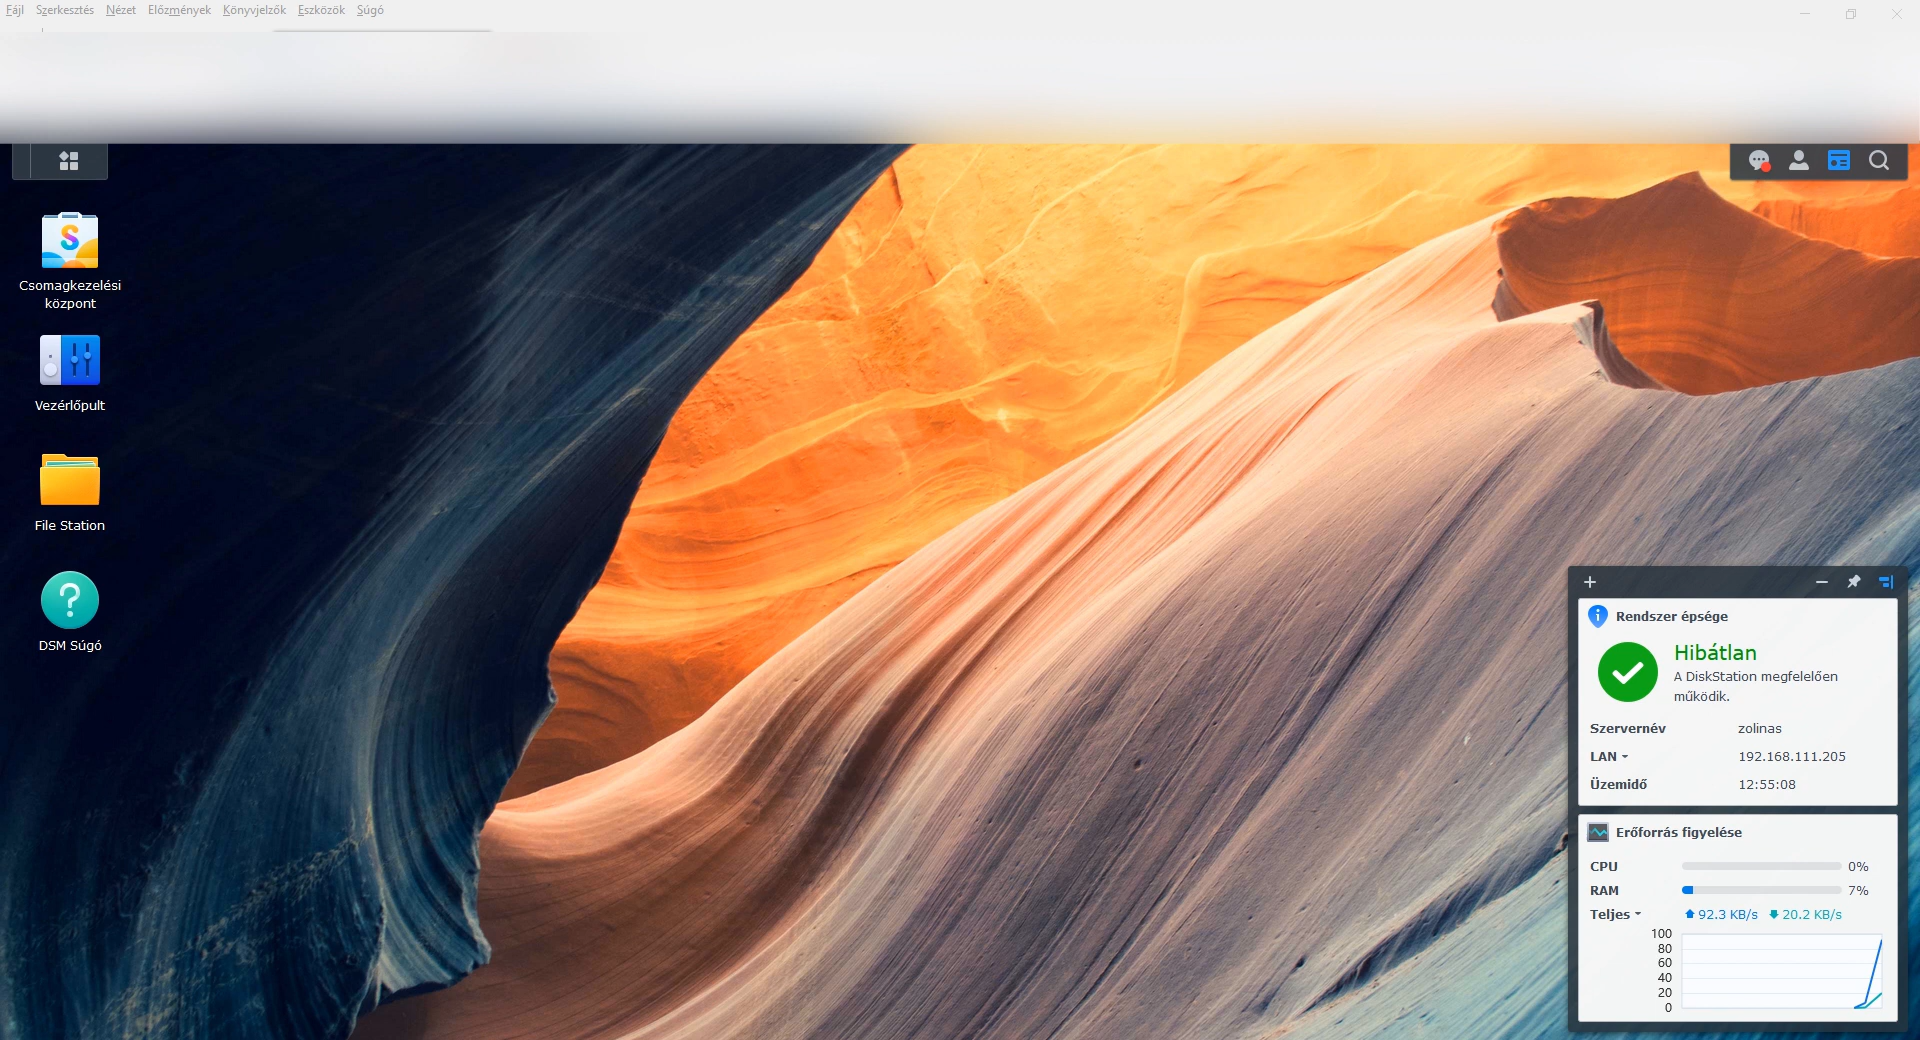 Fájl Szerkesztés Nézet Előzmények Könyvjelzők Eszközök Súgó
S
Csomagkezelési
központ
Vezérlőpult
File Station
?
DSM Súgó
i Rendszer épsége
Hibátlan
A DiskStation megfelelően
működik.
Szervernév zolinas
LAN 192.168.111.205
Üzemidő 12:55:08
Erőforrás figyelése
CPU 0%
RAM 7%
Teljes 92.3 KB/s 20.2 KB/s
100
80
60
40
20
0